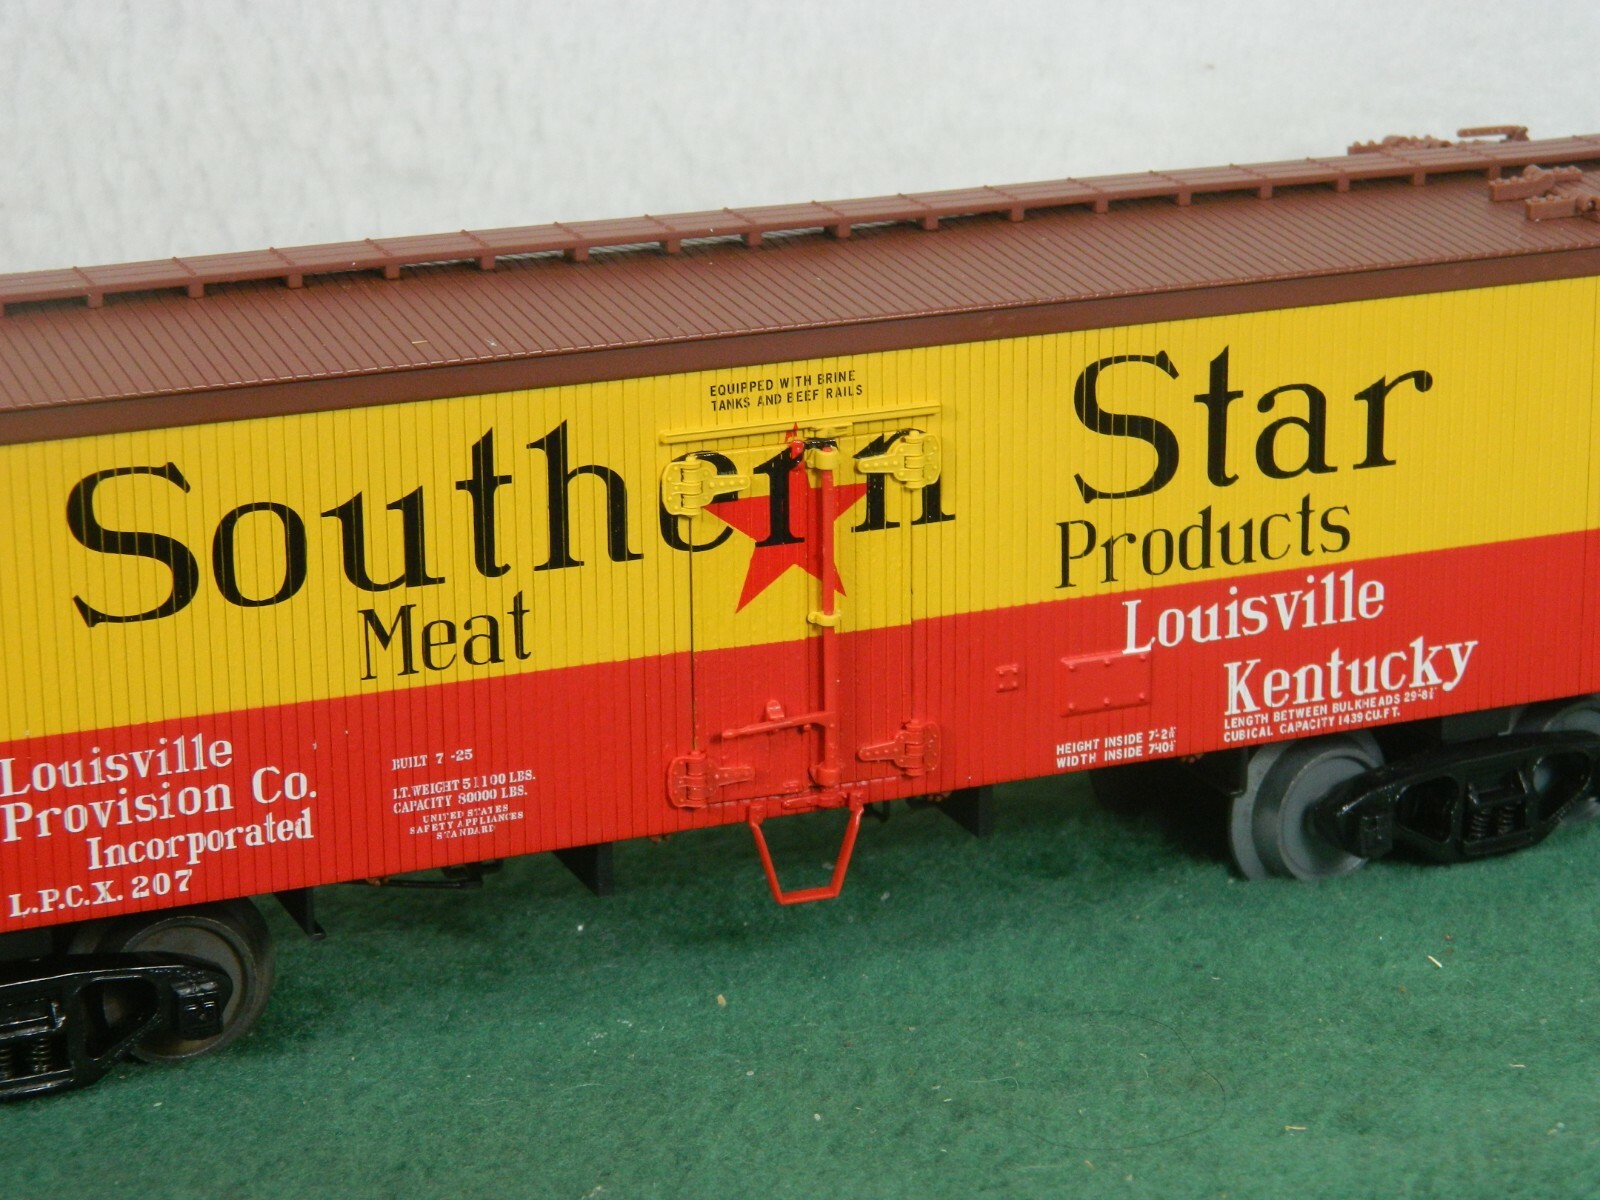 EQUIPPED WITH BRINE
TANKS AND BEEF RAILS
Southern Star
Meat Products
Louisville
Kentucky
LENGTH BETWEEN BULKHEADS
CUBICAL CAPACITY 1439 CU. FT.
HEIGHT INSIDE
WIDTH INSIDE
Louisville
Provision Co.
Incorporated
L.P.C.X. 207
BUILT 7-25
LT. WEIGHT 51100 LBS.
CAPACITY 80000 LBS.
UNITED STATES
SAFETY APPLIANCES
STANDARD